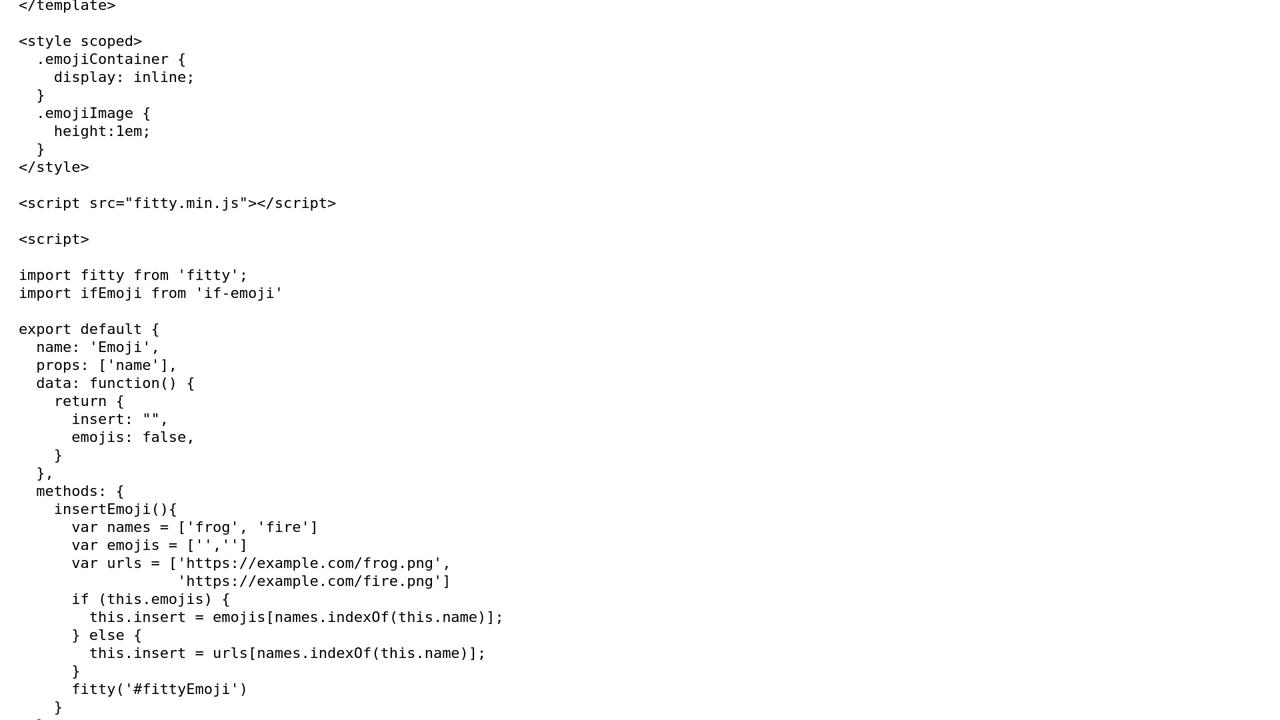 </template>
<style scoped>
  .emojiContainer {
    display: inline;
  }
  .emojiImage {
    height:1em;
  }
</style>
<script src="fitty.min.js"></script>
<script>
import fitty from 'fitty';
import ifEmoji from 'if-emoji'
export default {
  name: 'Emoji',
  props: ['name'],
  data: function() {
    return {
      insert: "",
      emojis: false,
    }
  },
  methods: {
    insertEmoji(){
      var names = ['frog', 'fire']
      var emojis = ['','']
      var urls = ['https://example.com/frog.png',
                  'https://example.com/fire.png']
      if (this.emojis) {
        this.insert = emojis[names.indexOf(this.name)];
      } else {
        this.insert = urls[names.indexOf(this.name)];
      }
      fitty('#fittyEmoji')
    }